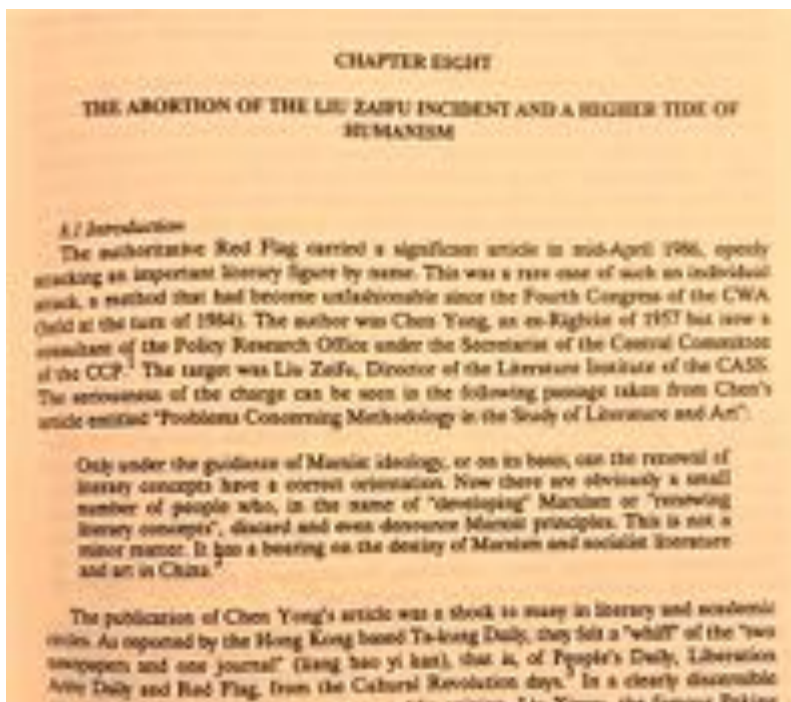 CHAPTER EIGHT
THE ABORTION OF THE LIU ZAIFU INCIDENT AND A HIGHER TIDE OF
HUMANISM
8.1 Introduction
The authoritative Red Flag carried a significant article in mid-April 1986, openly
attacking an important literary figure by name. This was a rare case of such an individual
attack, a method that had become unfashionable since the Fourth Congress of the CWA
(held at the turn of 1984). The author was Chen Yong, an ex-Rightist of 1957 but now a
consultant of the Policy Research Office under the Secretariat of the Central Committee
of the CCP.1 The target was Liu Zaifu, Director of the Literature Institute of the CASS.
The seriousness of the charge can be seen in the following passage taken from Chen's
article entitled "Problems Concerning Methodology in the Study of Literature and Art":
Only under the guidance of Marxist ideology, or on its basis, can the renewal of
literary concepts have a correct orientation. Now there are obviously a small
number of people who, in the name of "developing" Marxism or "renewing
literary concepts", discard and even denounce Marxist principles. This is not a
minor matter. It has a bearing on the destiny of Marxism and socialist literature
and art in China.2
The publication of Chen Yong's article was a shock to many in literary and academic
circles. As reported by the Hong Kong based Ta-kung Daily, they felt a "whiff" of the "two
newspapers and one journal" (liang bao yi kan), that is, of People's Daily, Liberation
Army Daily and Red Flag, from the Cultural Revolution days.3 In a clearly discernible
Liu the famous Peking